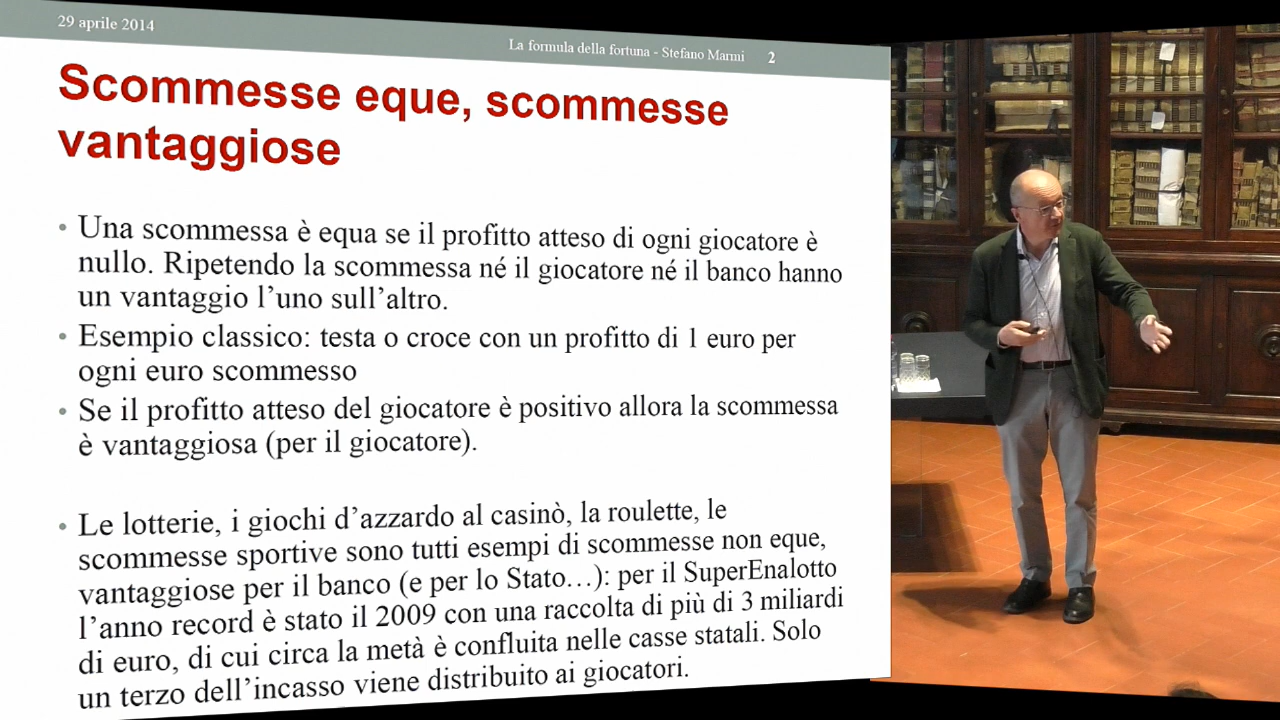 29 aprile 2014
La formula della fortuna - Stefano Marmi 2
Scommesse eque, scommesse
vantaggiose
• Una scommessa è equa se il profitto atteso di ogni giocatore è
nullo. Ripetendo la scommessa né il giocatore né il banco hanno
un vantaggio l’uno sull’altro.
• Esempio classico: testa o croce con un profitto di 1 euro per
ogni euro scommesso
• Se il profitto atteso del giocatore è positivo allora la scommessa
è vantaggiosa (per il giocatore).
• Le lotterie, i giochi d’azzardo al casinò, la roulette, le
scommesse sportive sono tutti esempi di scommesse non eque,
vantaggiose per il banco (e per lo Stato…): per il SuperEnalotto
l’anno record è stato il 2009 con una raccolta di più di 3 miliardi
di euro, di cui circa la metà è confluita nelle casse statali. Solo
un terzo dell’incasso viene distribuito ai giocatori.